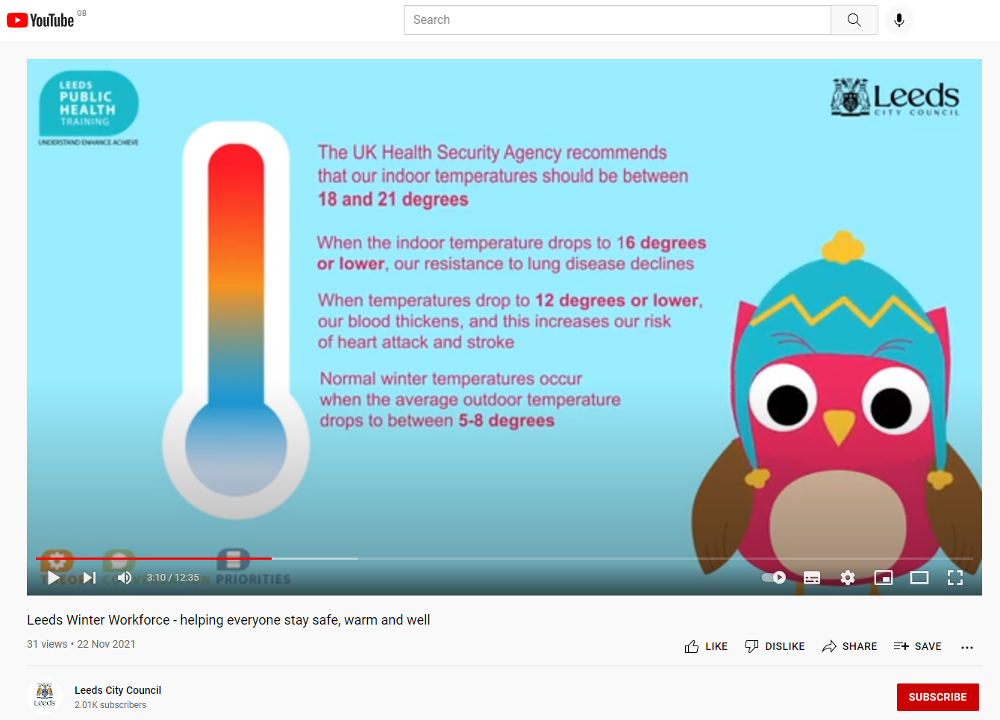 YouTube GB
Search
LEEDS
PUBLIC
HEALTH
TRAINING
UNDERSTAND ENHANCE ACHIEVE
Leeds
CITY COUNCIL
The UK Health Security Agency recommends
that our indoor temperatures should be between
18 and 21 degrees
When the indoor temperature drops to 16 degrees
or lower, our resistance to lung disease declines
When temperatures drop to 12 degrees or lower,
our blood thickens, and this increases our risk
of heart attack and stroke
Normal winter temperatures occur
when the average outdoor temperature
drops to between 5-8 degrees
PRIORITIES
3:10 / 12:35
Leeds Winter Workforce - helping everyone stay safe, warm and well
31 views • 22 Nov 2021
LIKE
DISLIKE
SHARE
SAVE
Leeds
Leeds City Council
2.01K subscribers
SUBSCRIBE